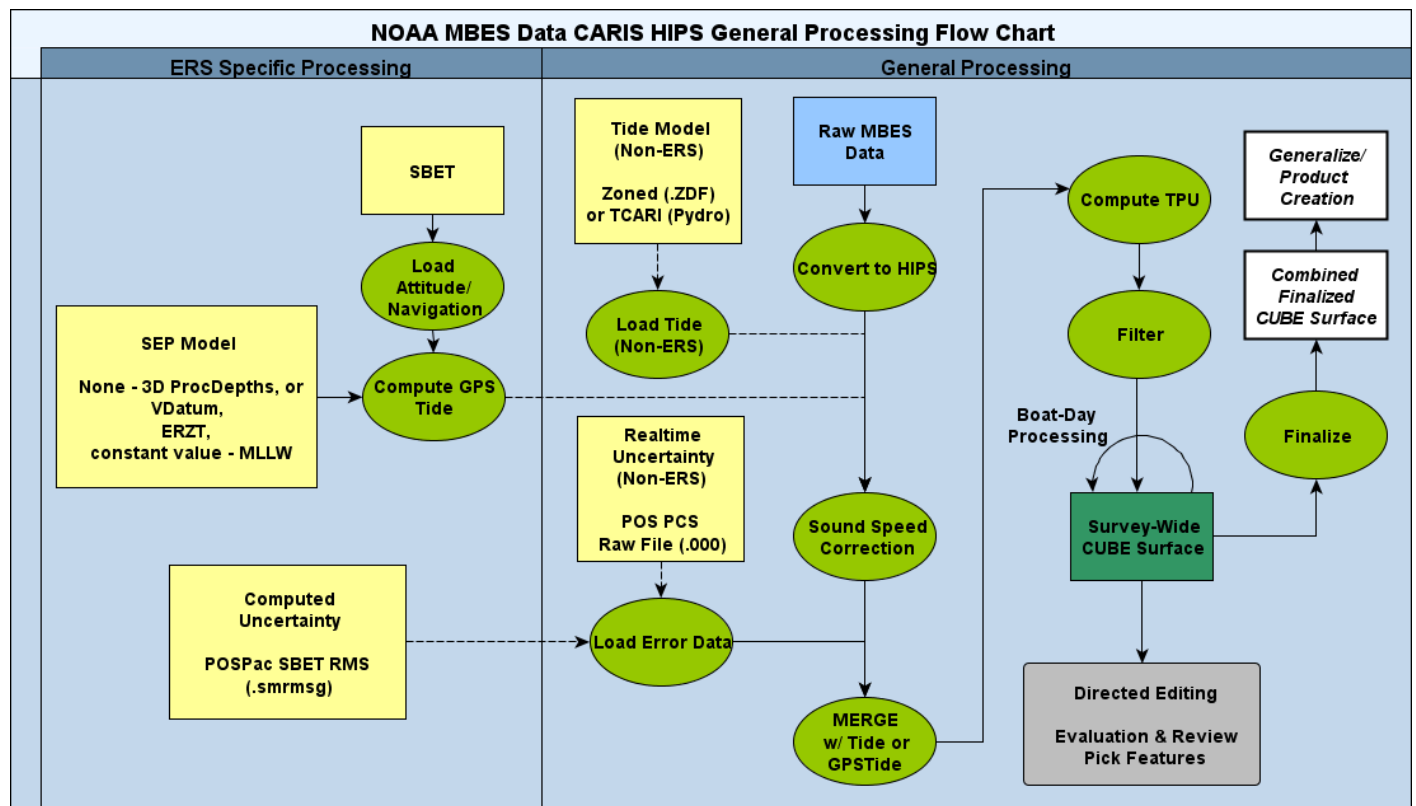 NOAA MBES Data CARIS HIPS General Processing Flow Chart
ERS Specific Processing
General Processing
SBET
Load
Attitude/
Navigation
SEP Model
None - 3D ProcDepths, or
VDatum,
ERZT,
constant value - MLLW
Compute GPS
Tide
Computed
Uncertainty
POSPac SBET RMS
(.smrmsg)
Tide Model
(Non-ERS)
Zoned (.ZDF)
or TCARI (Pydro)
Load Tide
(Non-ERS)
Realtime
Uncertainty
(Non-ERS)
POS PCS
Raw File (.000)
Load Error Data
Raw MBES
Data
Convert to HIPS
Sound Speed
Correction
MERGE
w/ Tide or
GPSTide
Compute TPU
Filter
Boat-Day
Processing
Survey-Wide
CUBE Surface
Directed Editing
Evaluation & Review
Pick Features
Generalize/
Product
Creation
Combined
Finalized
CUBE Surface
Finalize